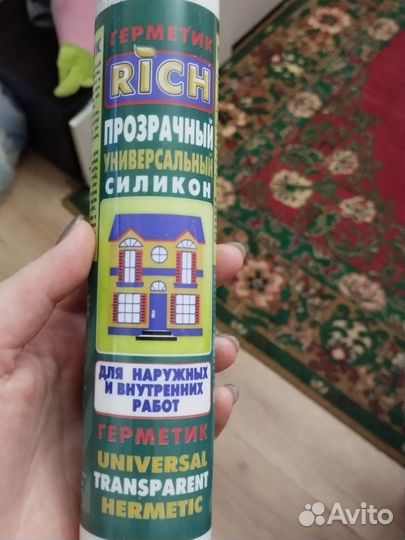 ГЕРМЕТИК
RICH
ПРОЗРАЧНЫЙ
УНИВЕРСАЛЬНЫЙ
СИЛИКОН
ДЛЯ НАРУЖНЫХ
И ВНУТРЕННИХ
РАБОТ
ГЕРМЕТИК
UNIVERSAL
TRANSPARENT
HERMETIC
Avito